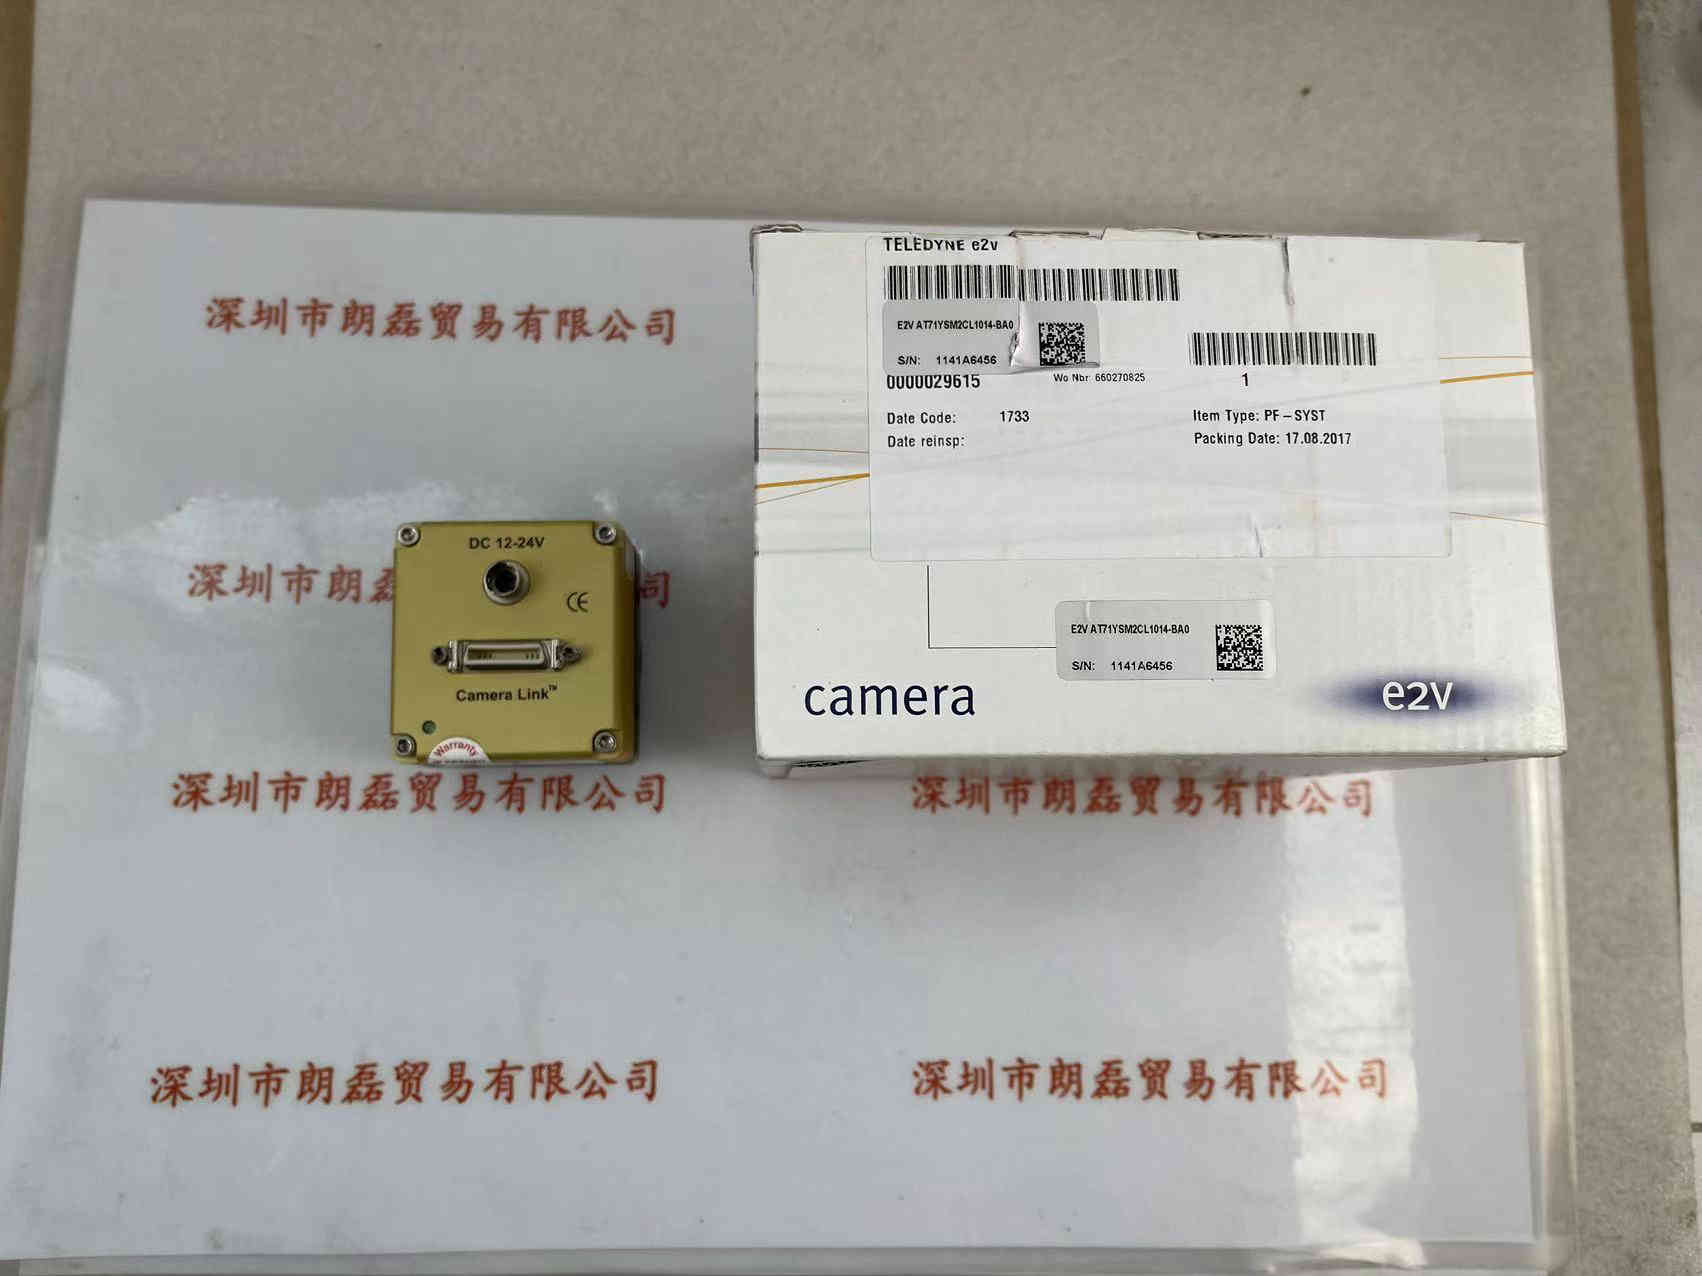 深圳市朗磊贸易有限公司
TELEDYNE e2v
E2V AT71YSM2CL1014-BA0
S/N: 1141A6456
0000029615
Wo Nbr: 660270825
1
Date Code: 1733
Item Type: PF – SYST
Date reinsp:
Packing Date: 17.08.2017
DC 12-24V
CE
深圳市朗磊
司
Camera Link™
Warranty
E2V AT71YSM2CL1014-BA0
S/N: 1141A6456
camera
e2v
深圳市朗磊贸易有限公司
深圳市朗磊贸易有限公司
深圳市朗磊贸易有限公司
深圳市朗磊贸易有限公司